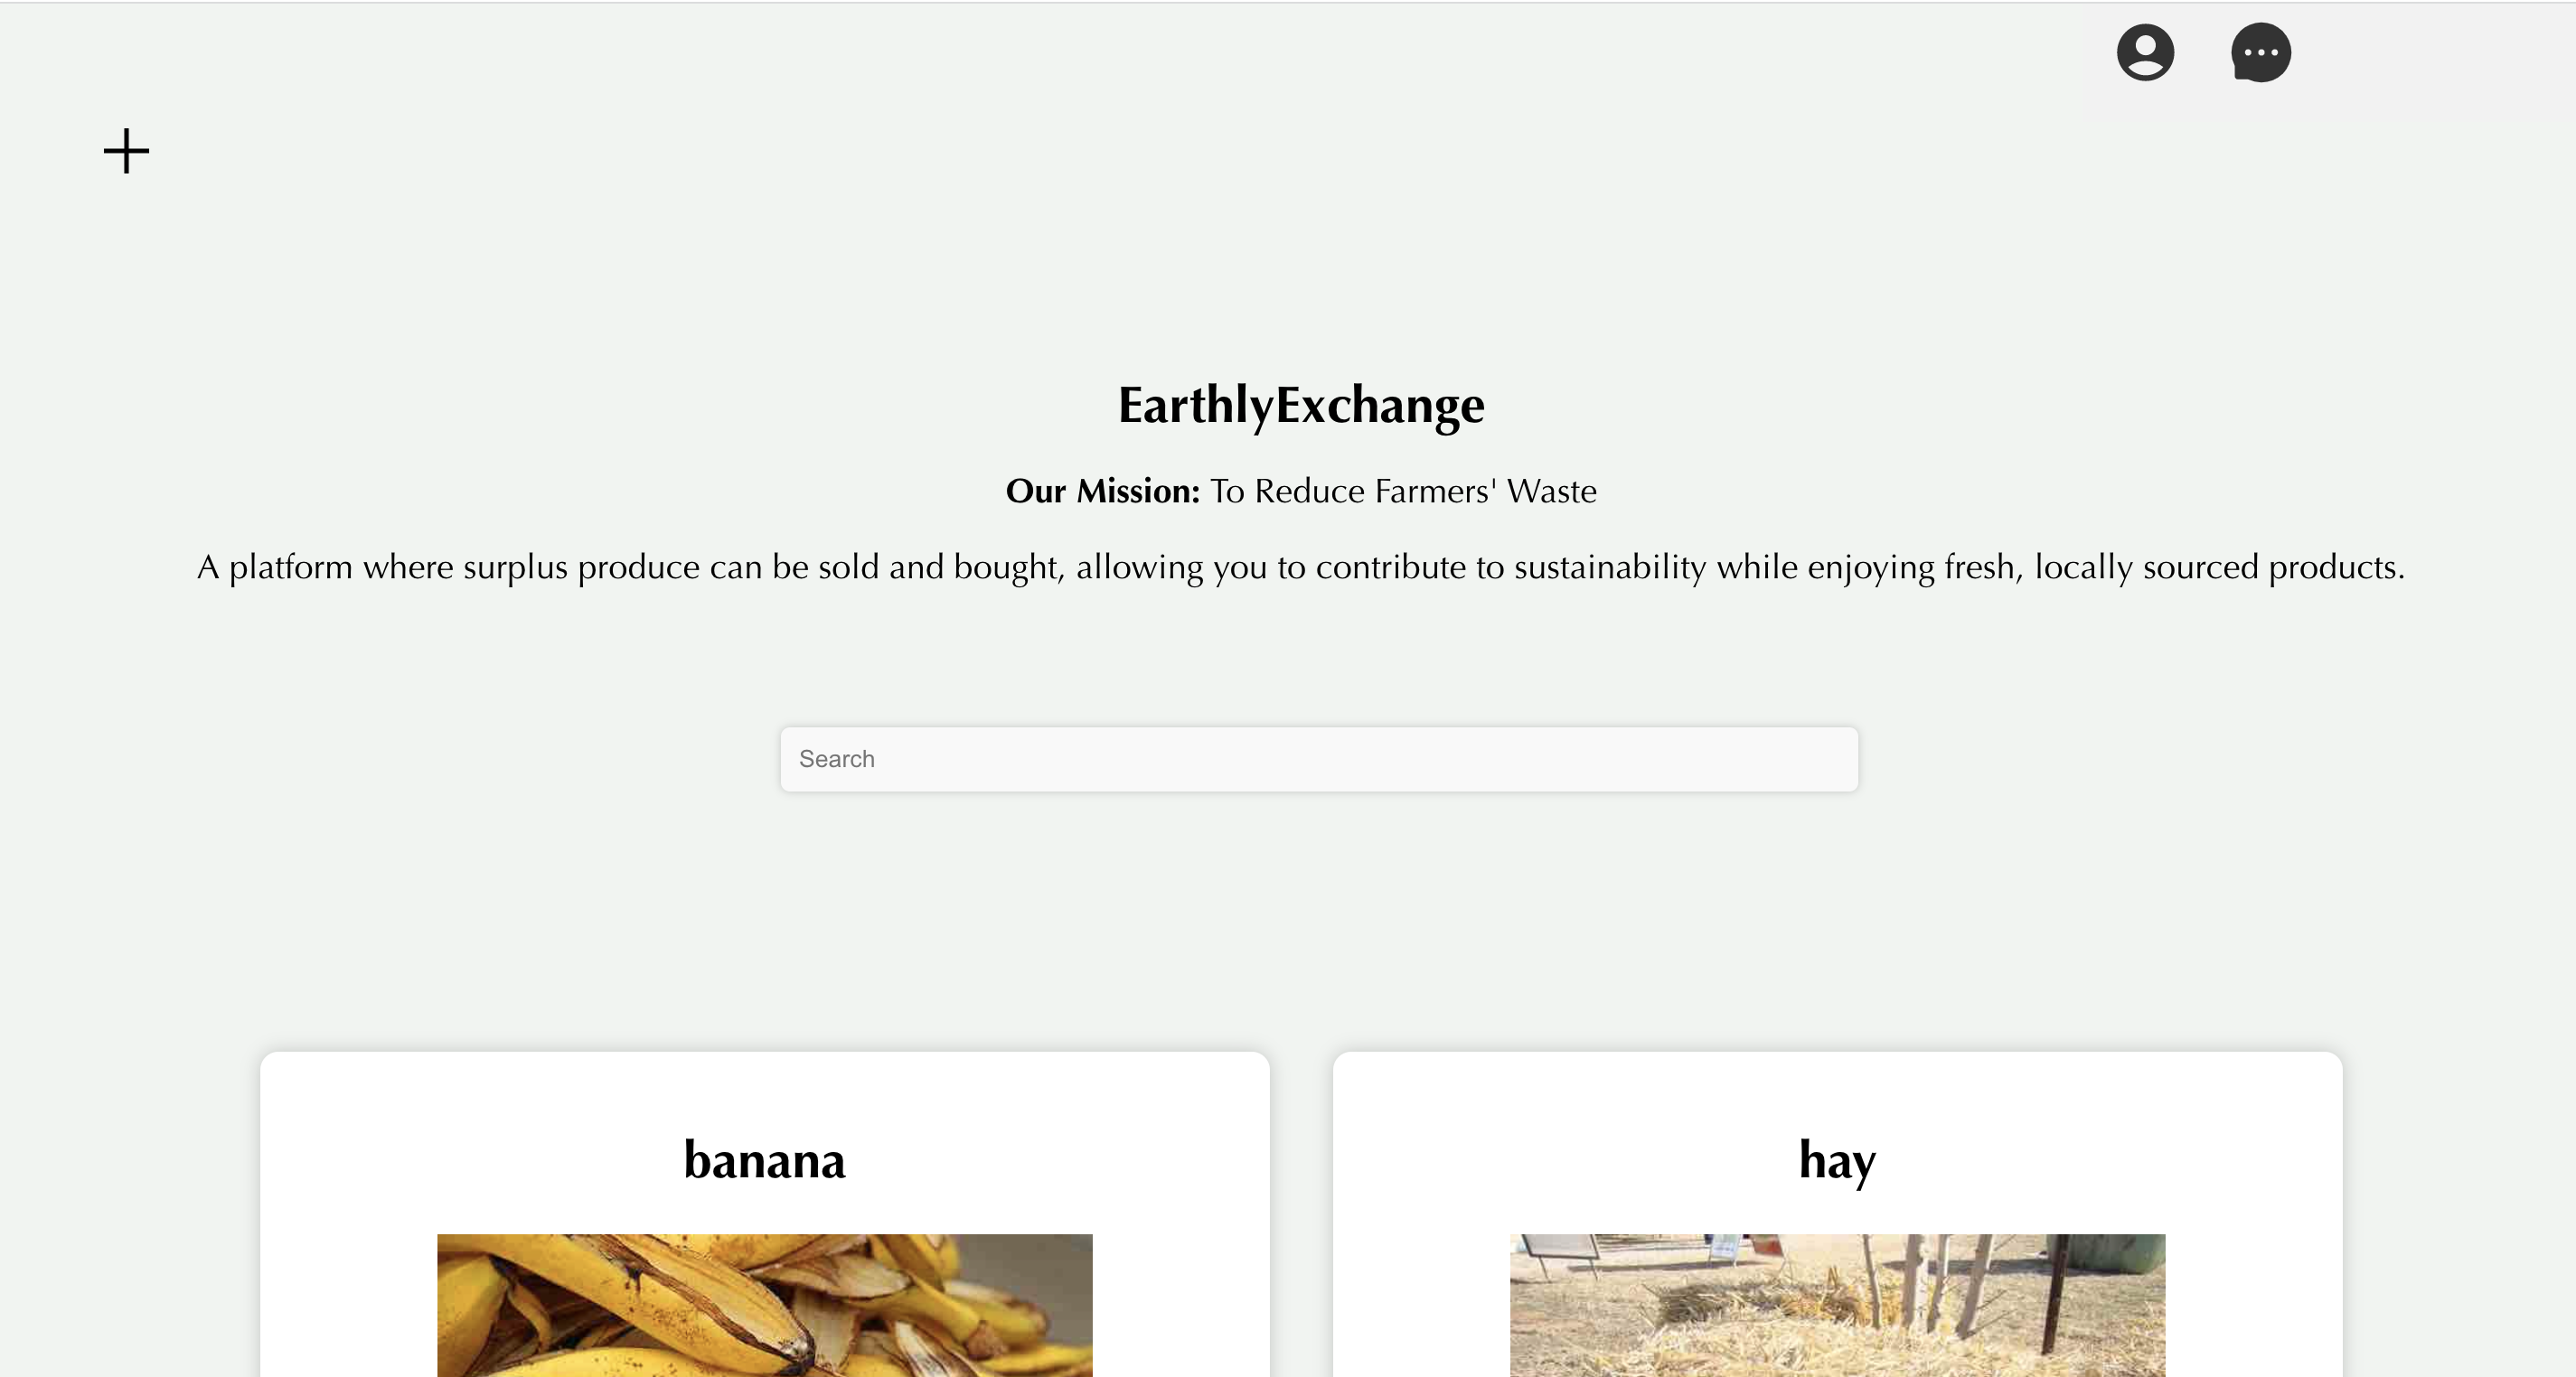 EarthlyExchange
Our Mission: To Reduce Farmers' Waste
A platform where surplus produce can be sold and bought, allowing you to contribute to sustainability while enjoying fresh, locally sourced products.
Search
banana
hay